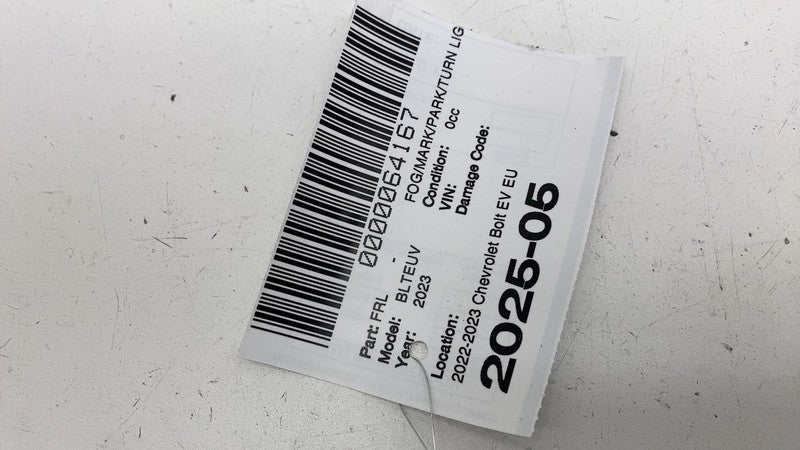 0000064167
Part: FRL - FOG/MARK/PARK/TURN LIG
Model: BLTEUV Condition: 0cc
Year: 2023 VIN:
Damage Code:
Location:
2022-2023 Chevrolet Bolt EV EU
2025-05